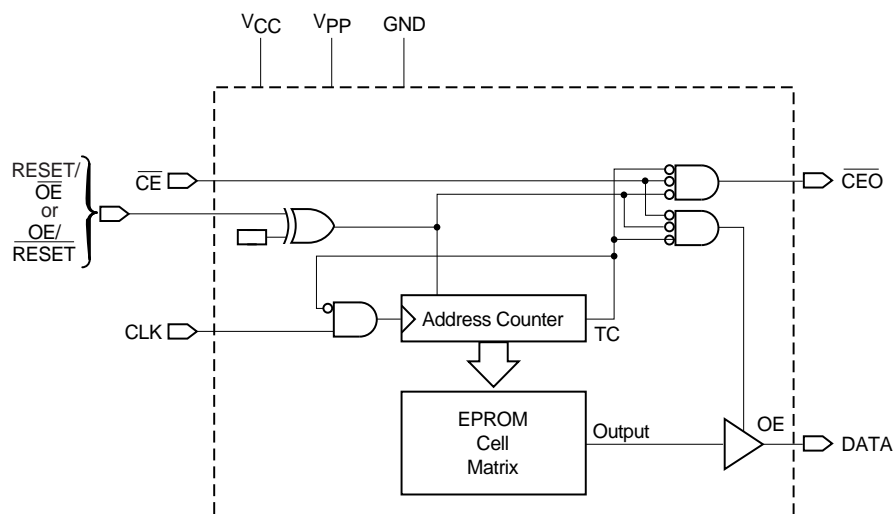 VCC
VPP
GND
RESET/
OE
or
OE/
RESET
CE
CEO
CLK
Address Counter
TC
EPROM
Cell
Matrix
Output
OE
DATA